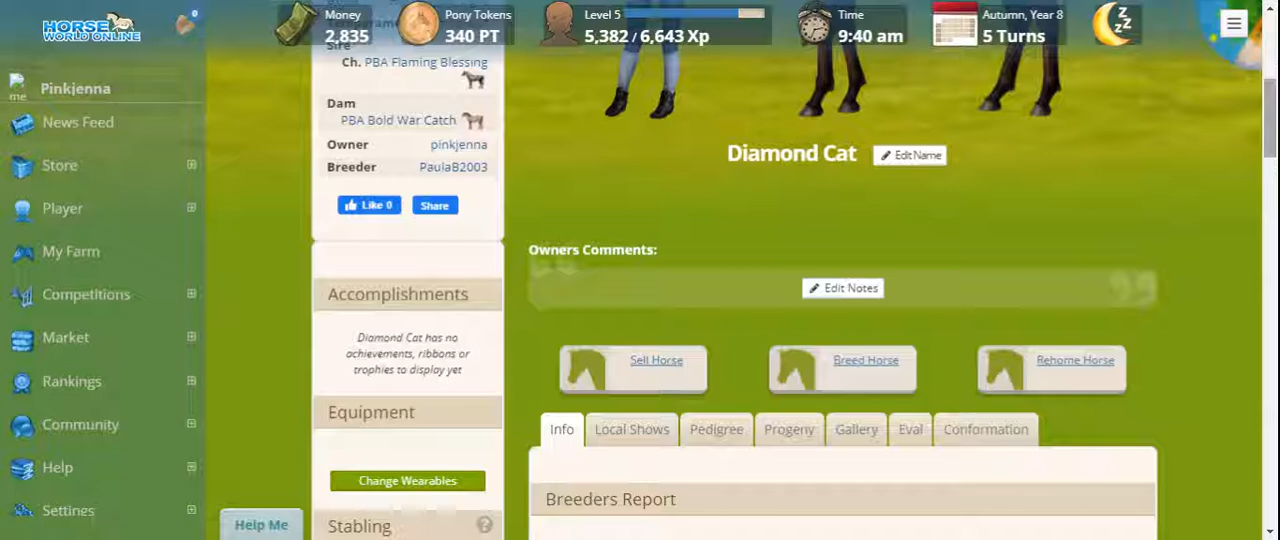 HORSE
WORLD ONLINE
0
Money
2,835
Pony Tokens
340 PT
Level 5
5,382 / 6,643 Xp
Time
9:40 am
Autumn, Year 8
5 Turns
Z
Z
Z
me
Pinkjenna
News Feed
Store
Player
My Farm
Competitions
Market
Rankings
Community
Help
Settings
Help Me
Sire
Ch. PBA Flaming Blessing
Dam
PBA Bold War Catch
Owner pinkjenna
Breeder PaulaB2003
Like 0
Share
Accomplishments
Diamond Cat has no
achievements, ribbons or
trophies to display yet
Equipment
Change Wearables
Stabling ?
Diamond Cat
Edit Name
Owners Comments:
Edit Notes
Sell Horse
Breed Horse
Rehome Horse
Info
Local Shows
Pedigree
Progeny
Gallery
Eval
Conformation
Breeders Report